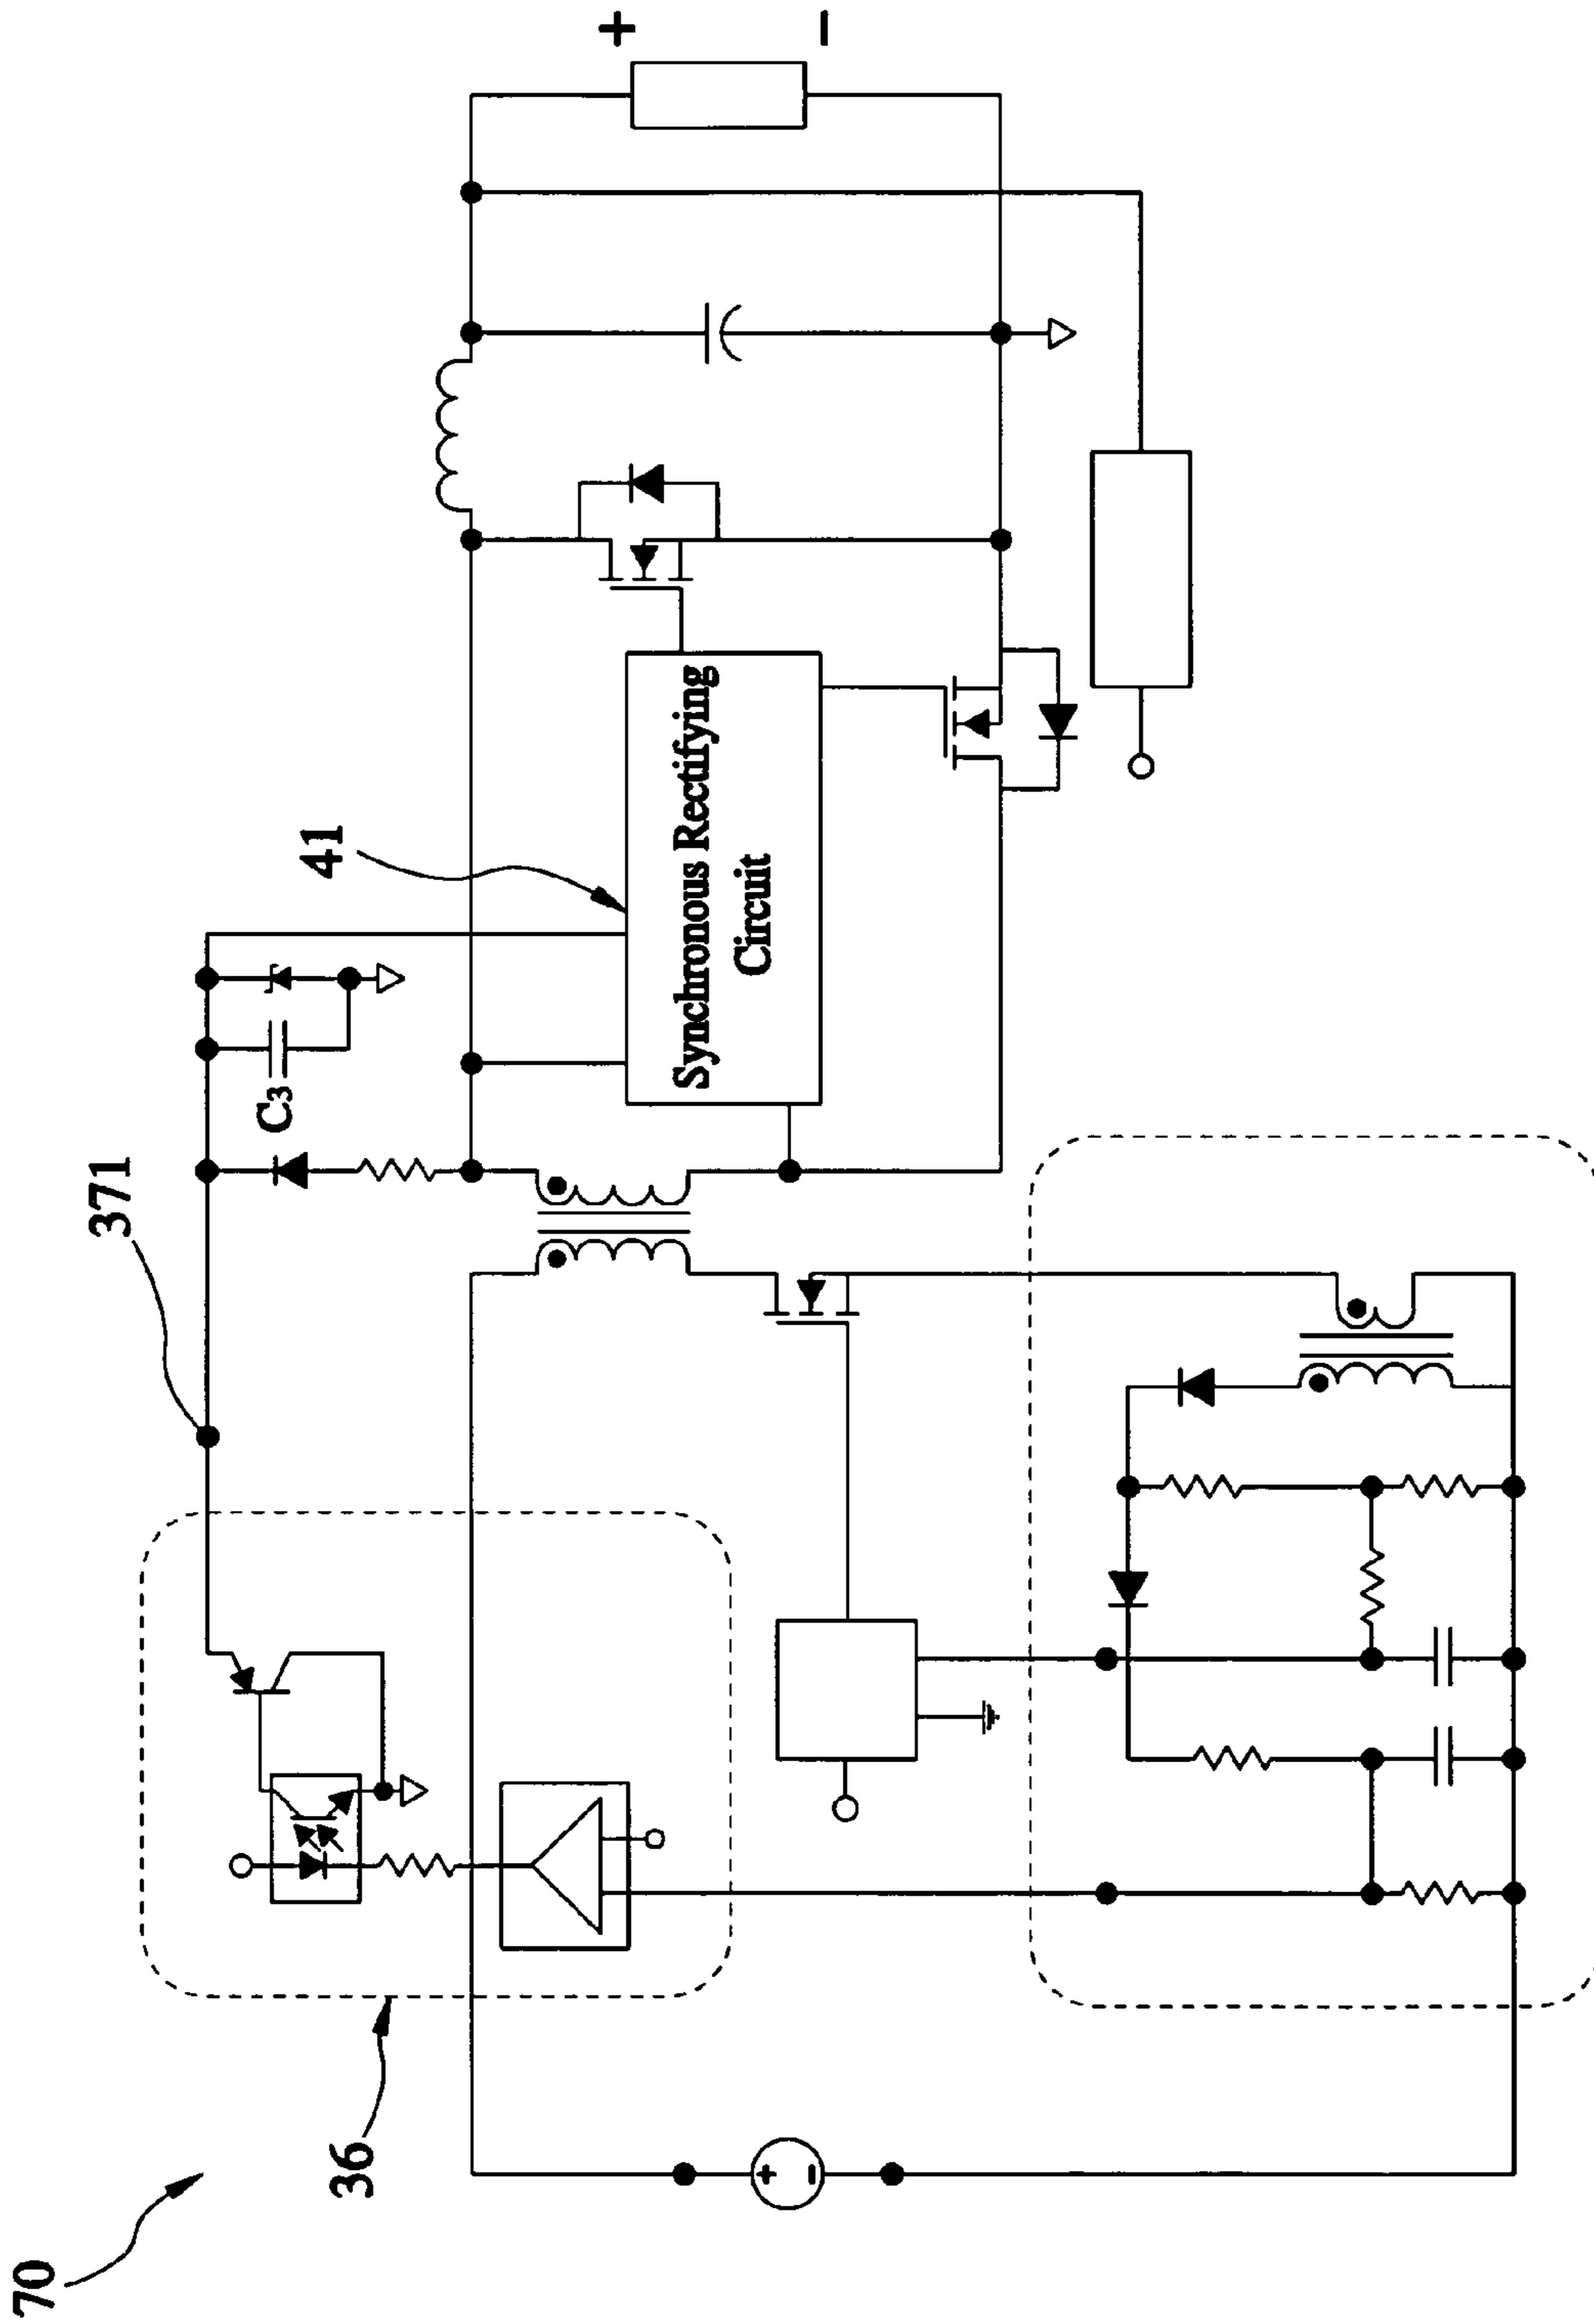 70
36
371
C3
41
Synchronous Rectifying
Circuit
+
−
+
−